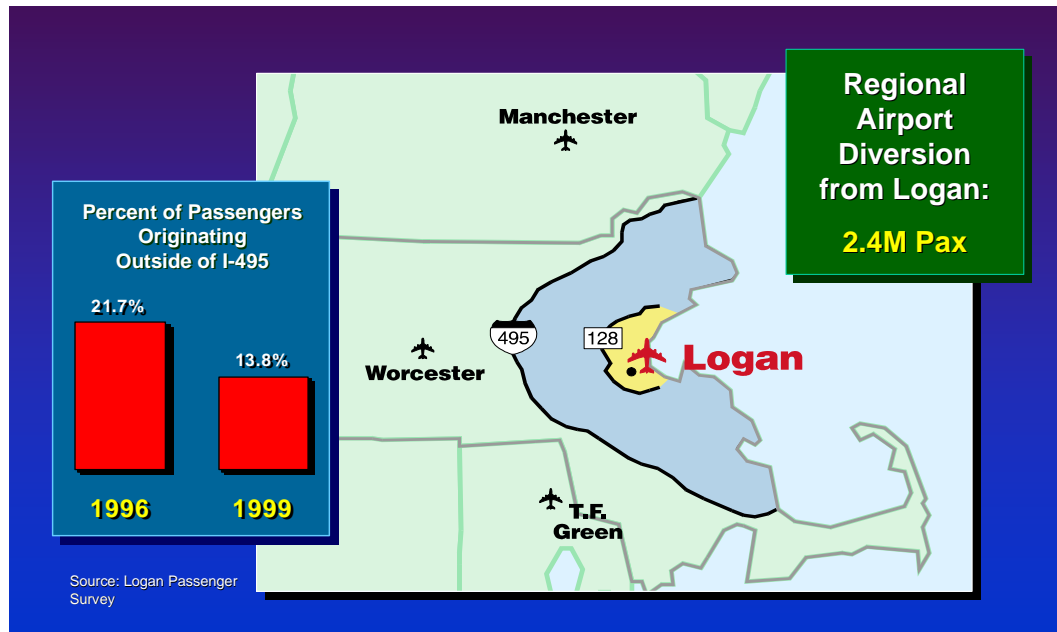 Regional
Airport
Diversion
from Logan:
2.4M Pax
Manchester
Percent of Passengers
Originating
Outside of I-495
21.7%
13.8%
1996
1999
495
128
Logan
Worcester
T.F.
Green
Source: Logan Passenger
Survey